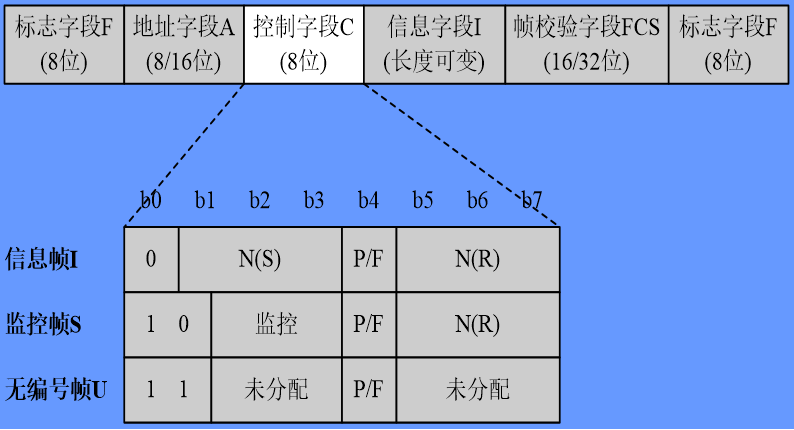 标志字段F 地址字段A 控制字段C 信息字段I 帧校验字段FCS 标志字段F
(8位) (8/16位) (8位) (长度可变) (16/32位) (8位)
b0 b1 b2 b3 b4 b5 b6 b7
信息帧I 0 N(S) P/F N(R)
监控帧S 1 0 监控 P/F N(R)
无编号帧U 1 1 未分配 P/F 未分配